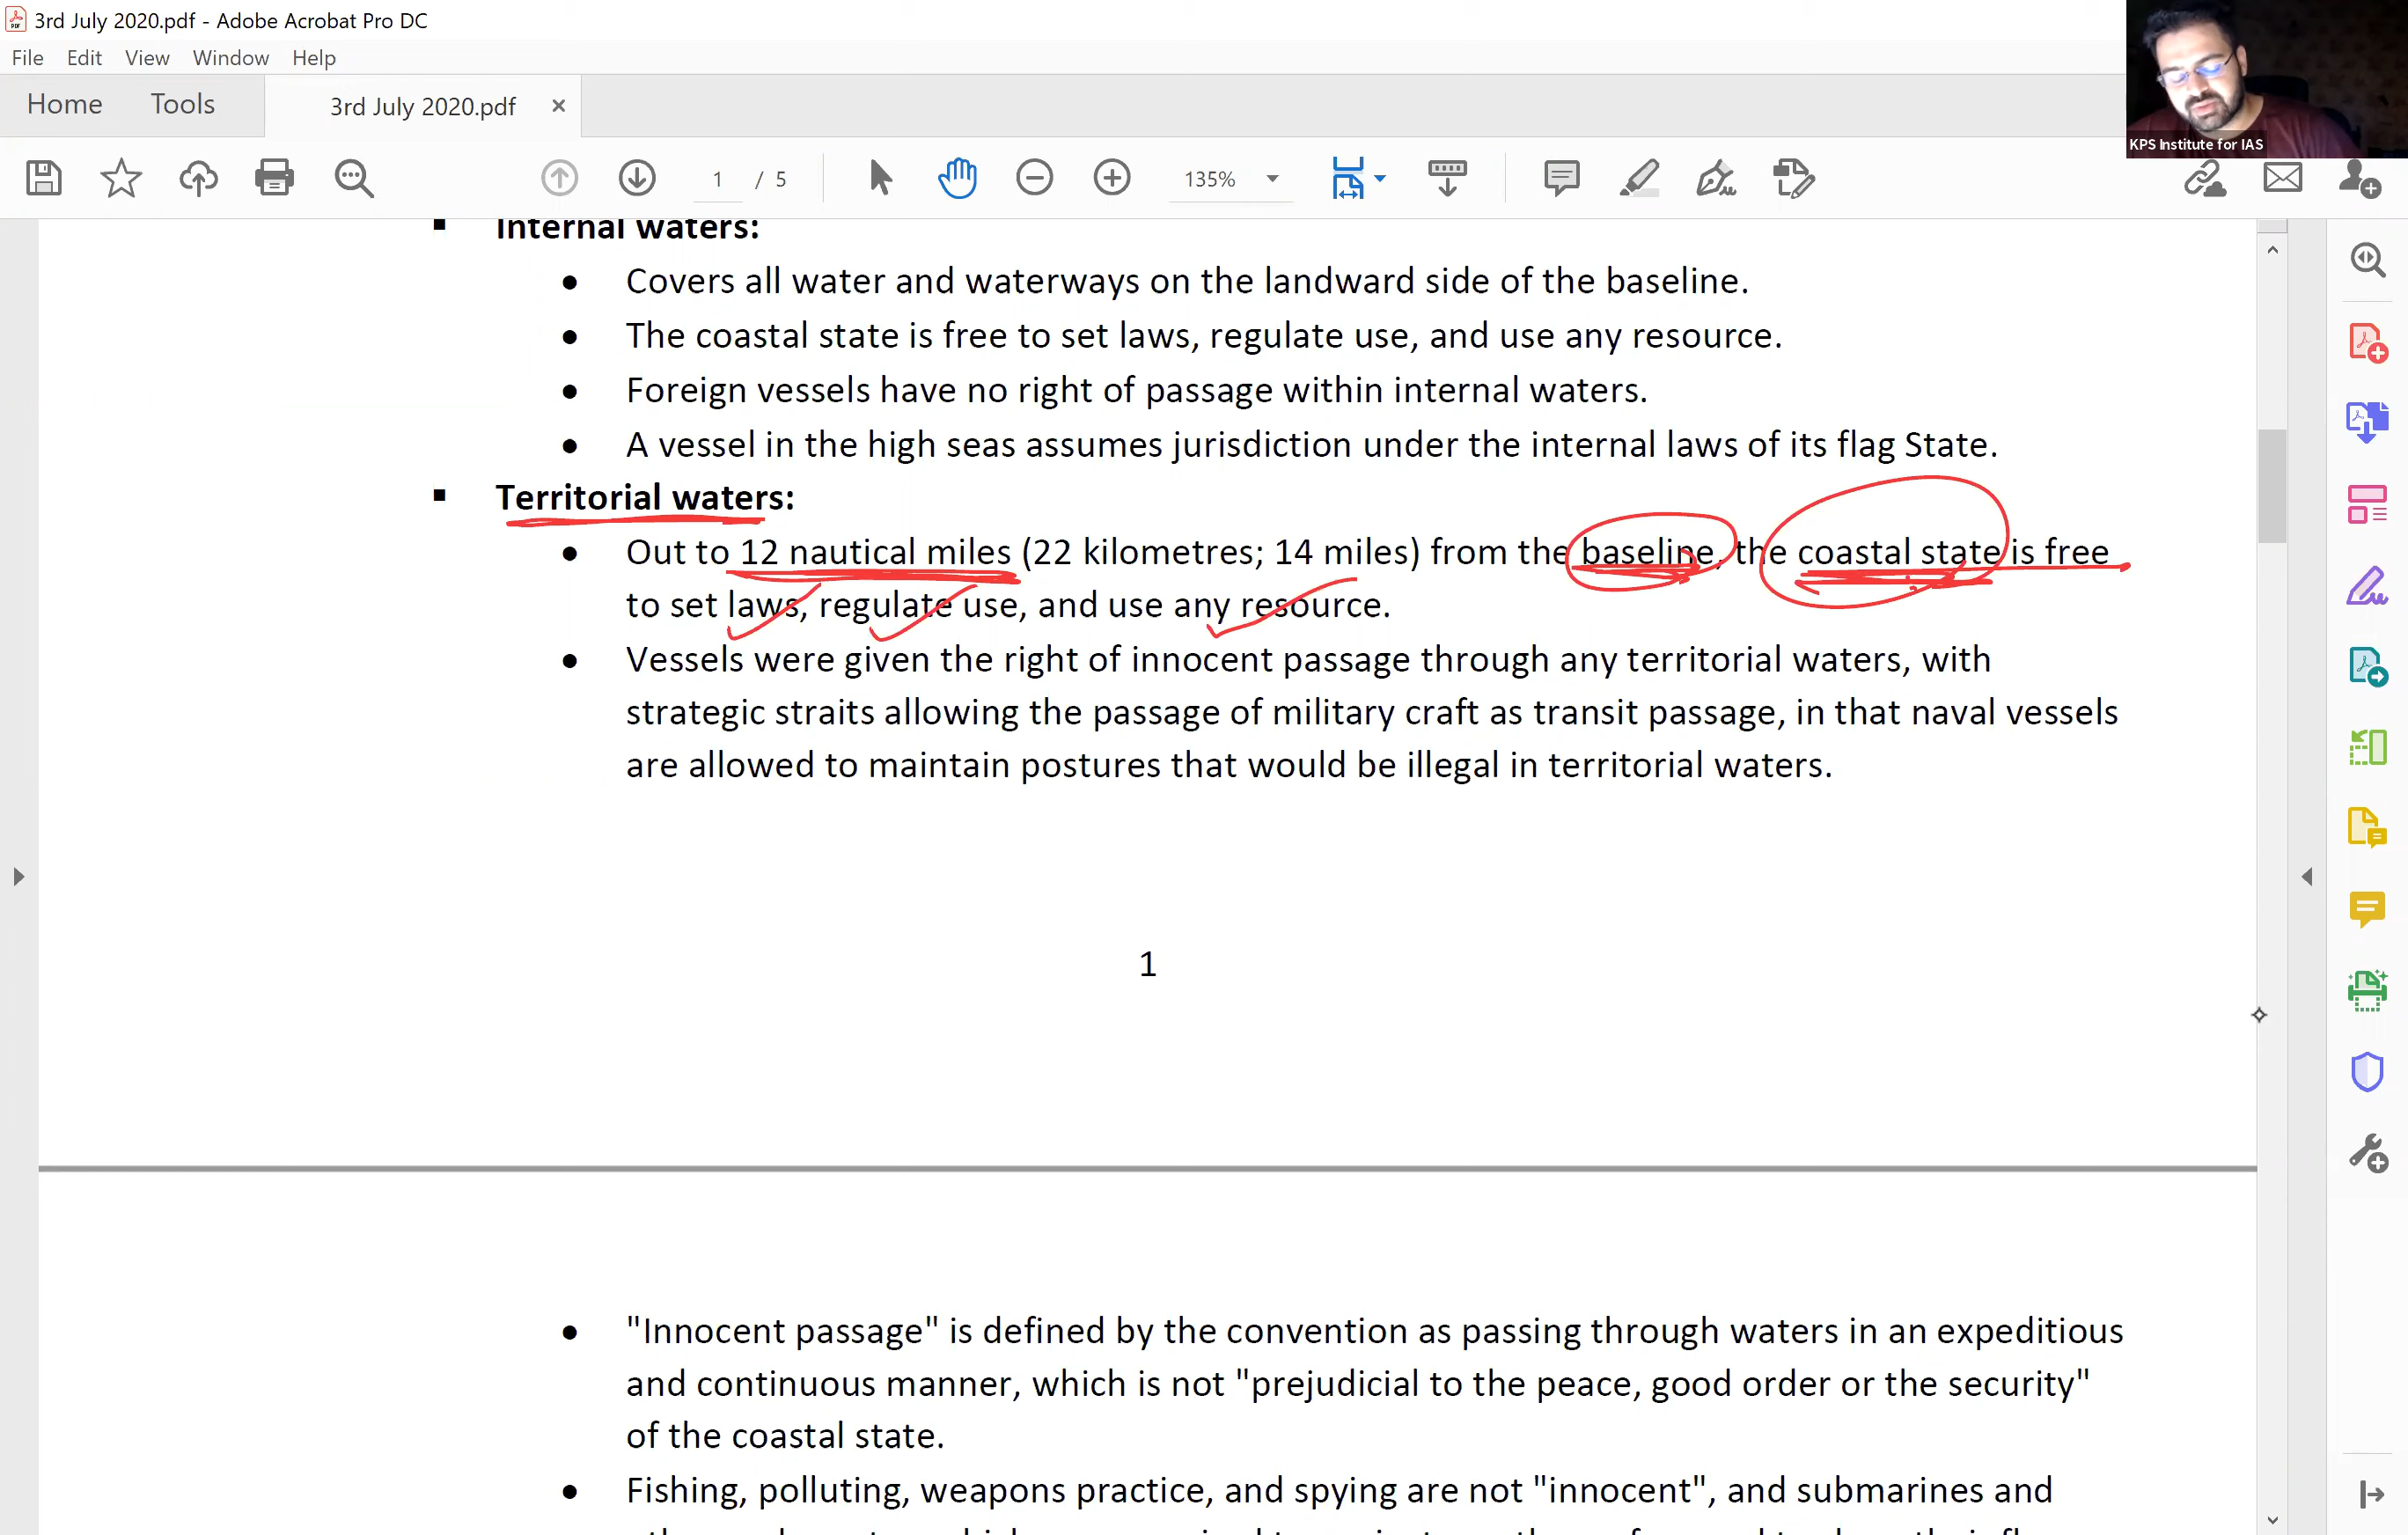 3rd July 2020.pdf - Adobe Acrobat Pro DC
File Edit View Window Help
Home Tools 3rd July 2020.pdf ×
1 / 5 135%
KPS Institute for IAS
▪ Internal waters:
• Covers all water and waterways on the landward side of the baseline.
• The coastal state is free to set laws, regulate use, and use any resource.
• Foreign vessels have no right of passage within internal waters.
• A vessel in the high seas assumes jurisdiction under the internal laws of its flag State.
▪ Territorial waters:
• Out to 12 nautical miles (22 kilometres; 14 miles) from the baseline, the coastal state is free
to set laws, regulate use, and use any resource.
• Vessels were given the right of innocent passage through any territorial waters, with
strategic straits allowing the passage of military craft as transit passage, in that naval vessels
are allowed to maintain postures that would be illegal in territorial waters.
1
• "Innocent passage" is defined by the convention as passing through waters in an expeditious
and continuous manner, which is not "prejudicial to the peace, good order or the security"
of the coastal state.
• Fishing, polluting, weapons practice, and spying are not "innocent", and submarines and